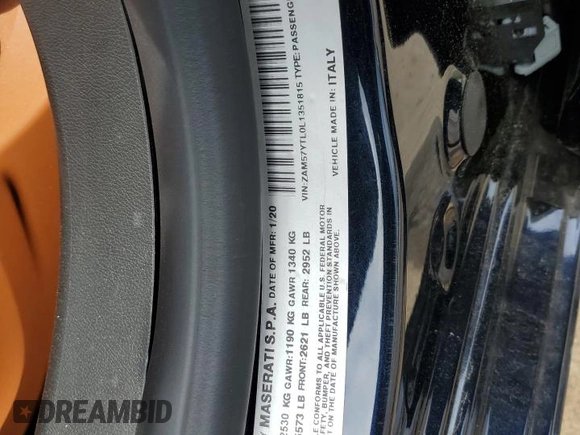 MASERATI S.P.A. DATE OF MFR: 1/20
2530 KG GAWR:1190 KG GAWR 1340 KG
5573 LB FRONT:2621 LB REAR: 2952 LB
CONFORMS TO ALL APPLICABLE U.S. FEDERAL MOTOR
SAFETY, BUMPER, AND THEFT PREVENTION STANDARDS IN
ON THE DATE OF MANUFACTURE SHOWN ABOVE.
VIN:ZAM57YTL0L1351815 TYPE:PASSENG
VEHICLE MADE IN: ITALY
DREAMBID